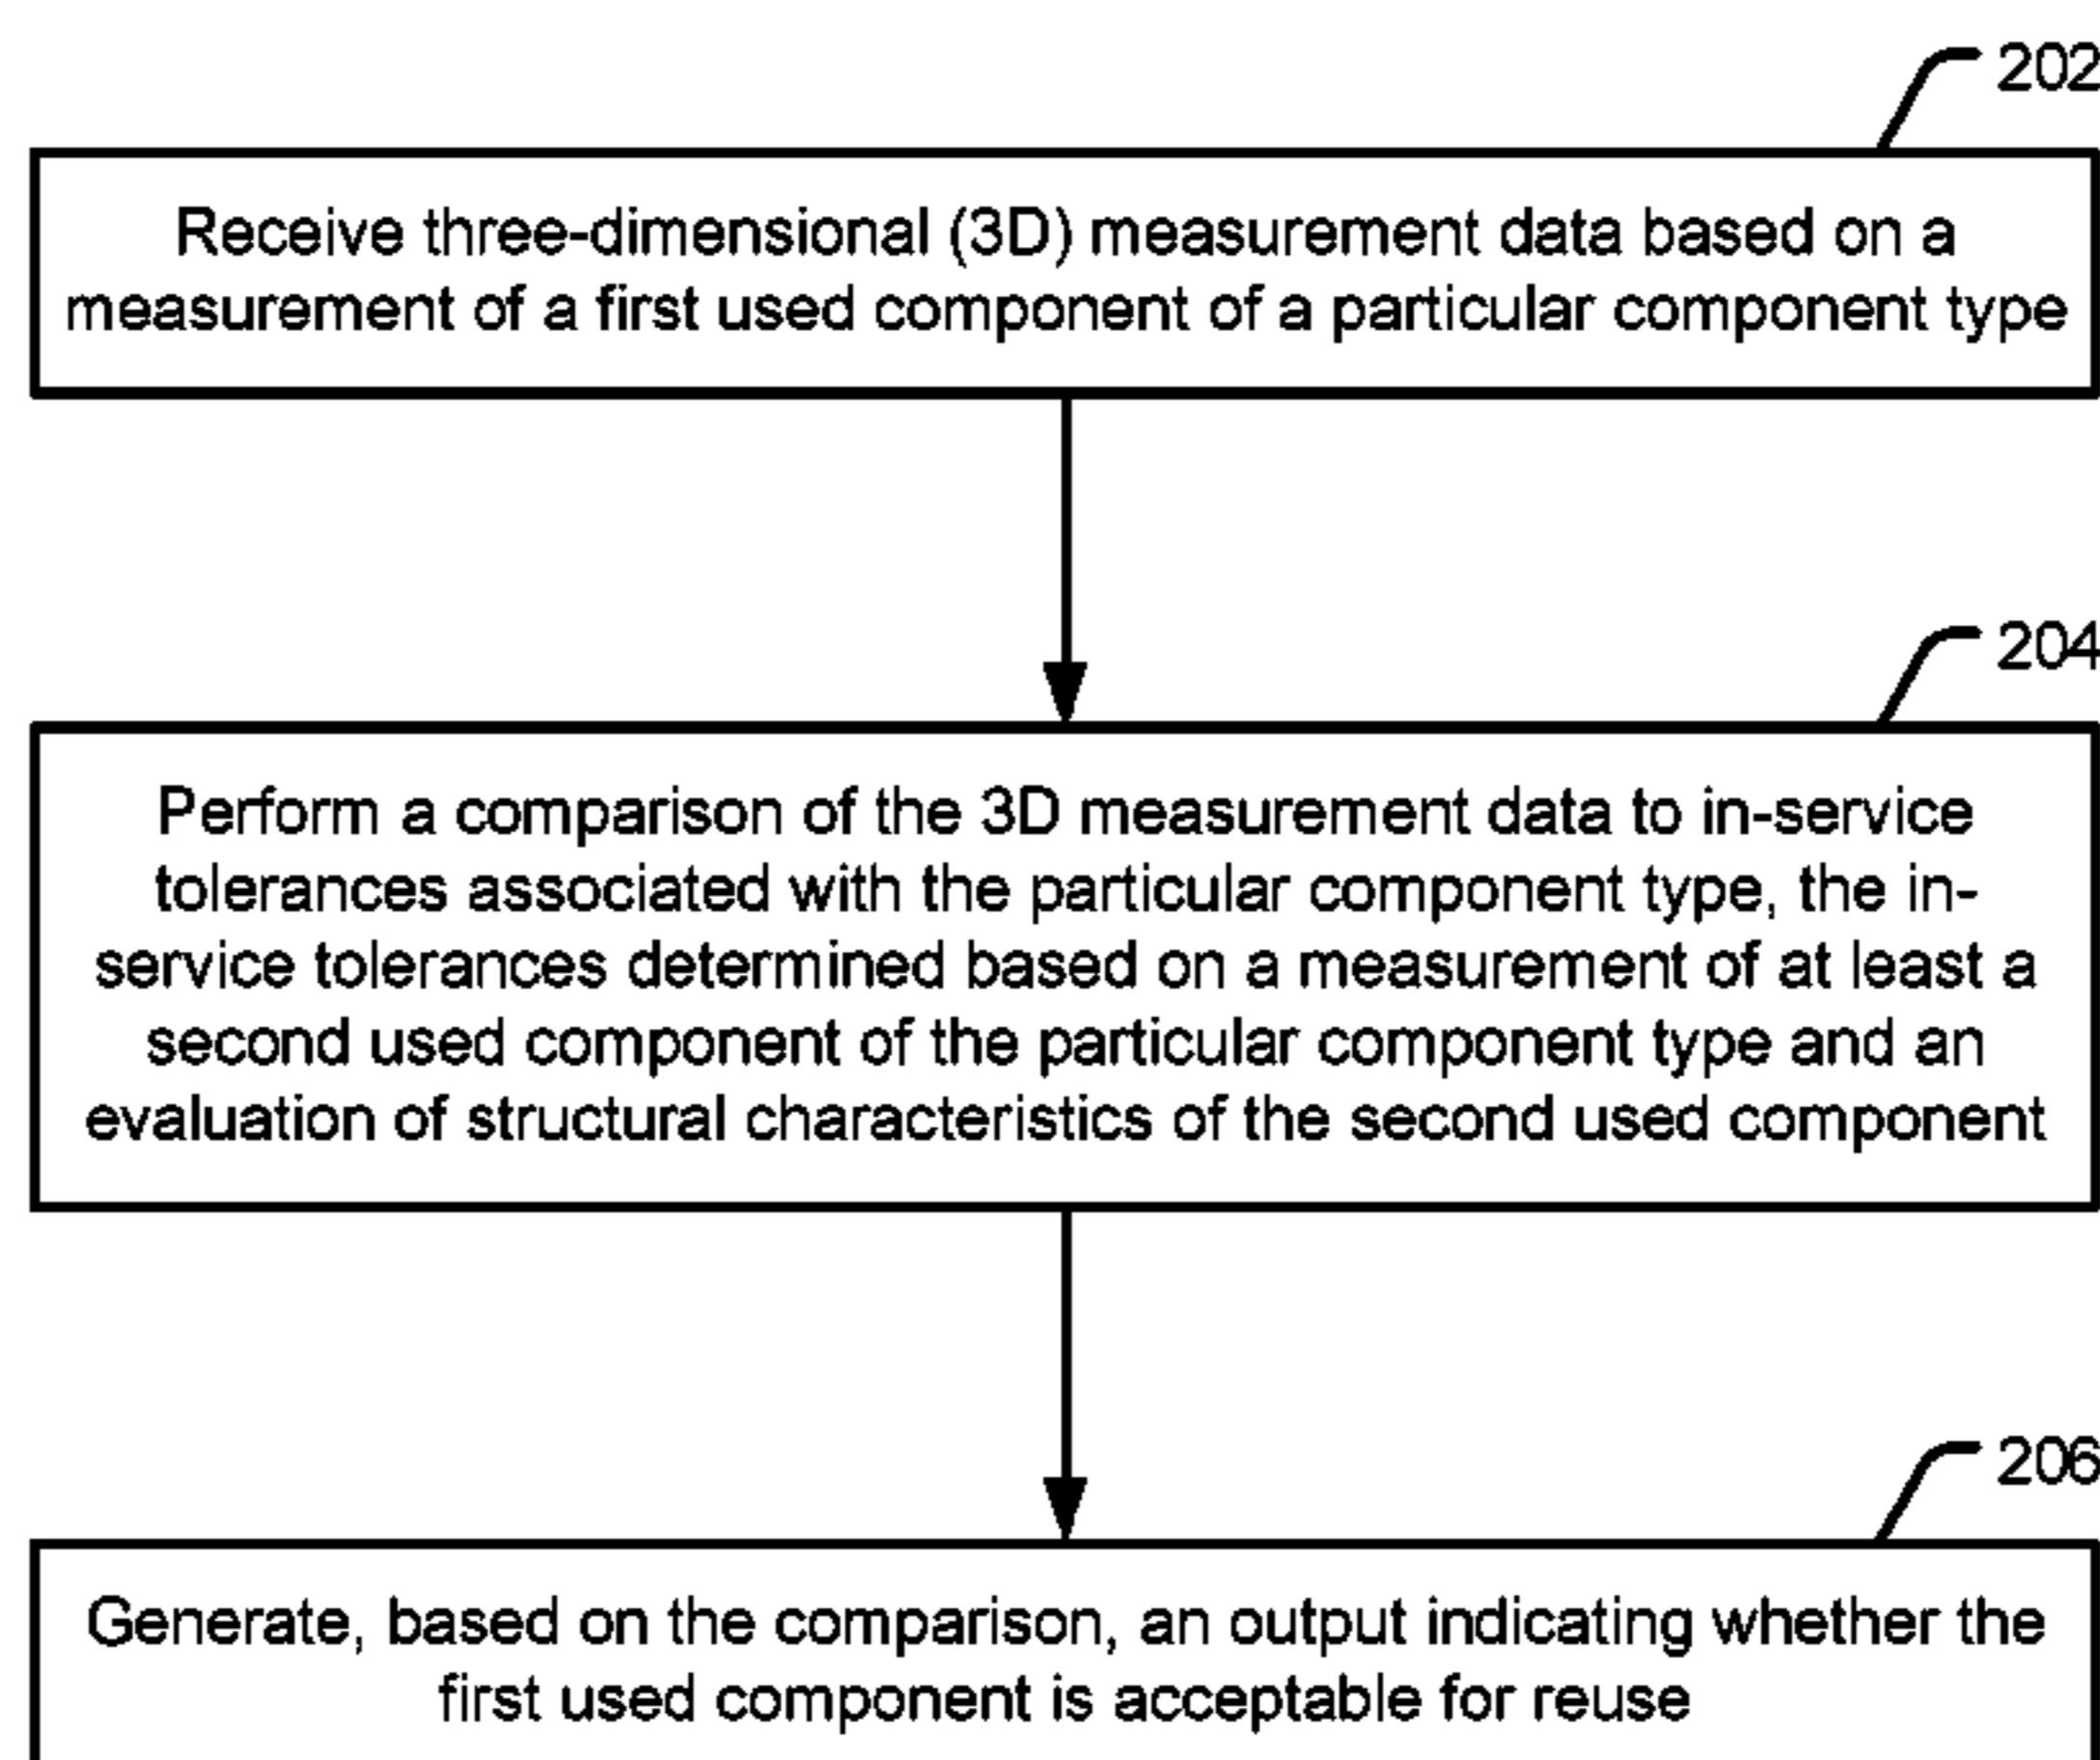 202
Receive three-dimensional (3D) measurement data based on a
measurement of a first used component of a particular component type
204
Perform a comparison of the 3D measurement data to in-service
tolerances associated with the particular component type, the in-
service tolerances determined based on a measurement of at least a
second used component of the particular component type and an
evaluation of structural characteristics of the second used component
206
Generate, based on the comparison, an output indicating whether the
first used component is acceptable for reuse